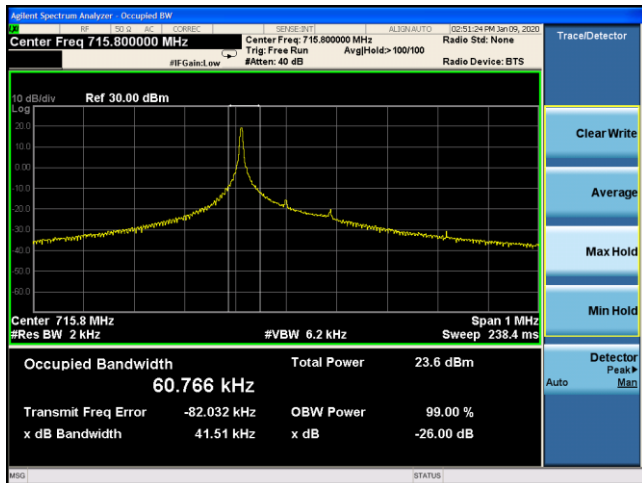 Agilent Spectrum Analyzer - Occupied BW
RF 50 Ω AC CORREC SENSE:INT ALIGN AUTO 02:51:24 PM Jan 09, 2020
Center Freq 715.800000 MHz Center Freq: 715.800000 MHz Radio Std: None
Trig: Free Run Avg|Hold:> 100/100
#IFGain:Low #Atten: 40 dB Radio Device: BTS
Trace/Detector
10 dB/div Ref 30.00 dBm
Log
20.0
10.0
0.00
-10.0
-20.0
-30.0
-40.0
-50.0
-60.0
Center 715.8 MHz Span 1 MHz
#Res BW 2 kHz #VBW 6.2 kHz Sweep 238.4 ms
Occupied Bandwidth Total Power 23.6 dBm
60.766 kHz
Transmit Freq Error -82.032 kHz OBW Power 99.00 %
x dB Bandwidth 41.51 kHz x dB -26.00 dB
Clear Write
Average
Max Hold
Min Hold
Detector
Peak▶
Auto Man
MSG STATUS